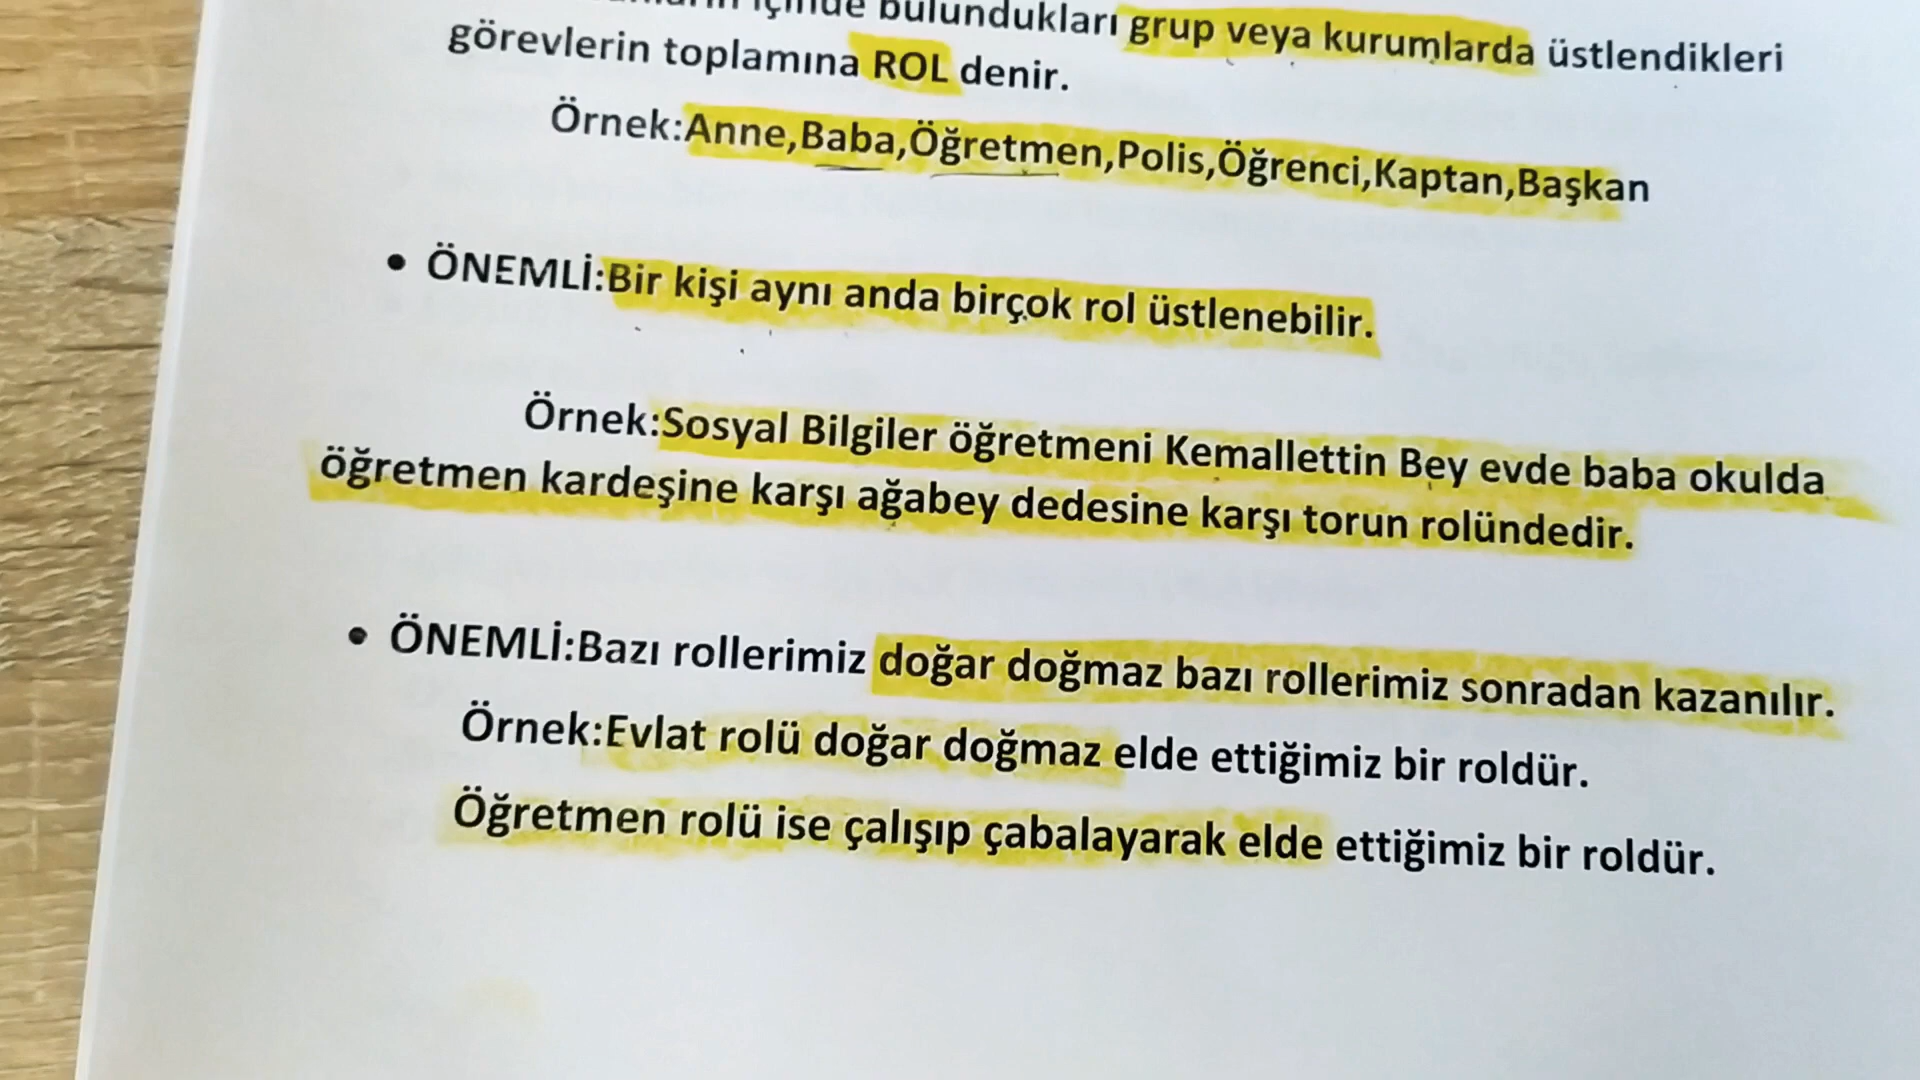 içinde bulundukları grup veya kurumlarda üstlendikleri
görevlerin toplamına ROL denir.
Örnek:Anne,Baba,Öğretmen,Polis,Öğrenci,Kaptan,Başkan
• ÖNEMLİ:Bir kişi aynı anda birçok rol üstlenebilir.
Örnek:Sosyal Bilgiler öğretmeni Kemallettin Bey evde baba okulda
öğretmen kardeşine karşı ağabey dedesine karşı torun rolündedir.
• ÖNEMLİ:Bazı rollerimiz doğar doğmaz bazı rollerimiz sonradan kazanılır.
Örnek:Evlat rolü doğar doğmaz elde ettiğimiz bir roldür.
Öğretmen rolü ise çalışıp çabalayarak elde ettiğimiz bir roldür.